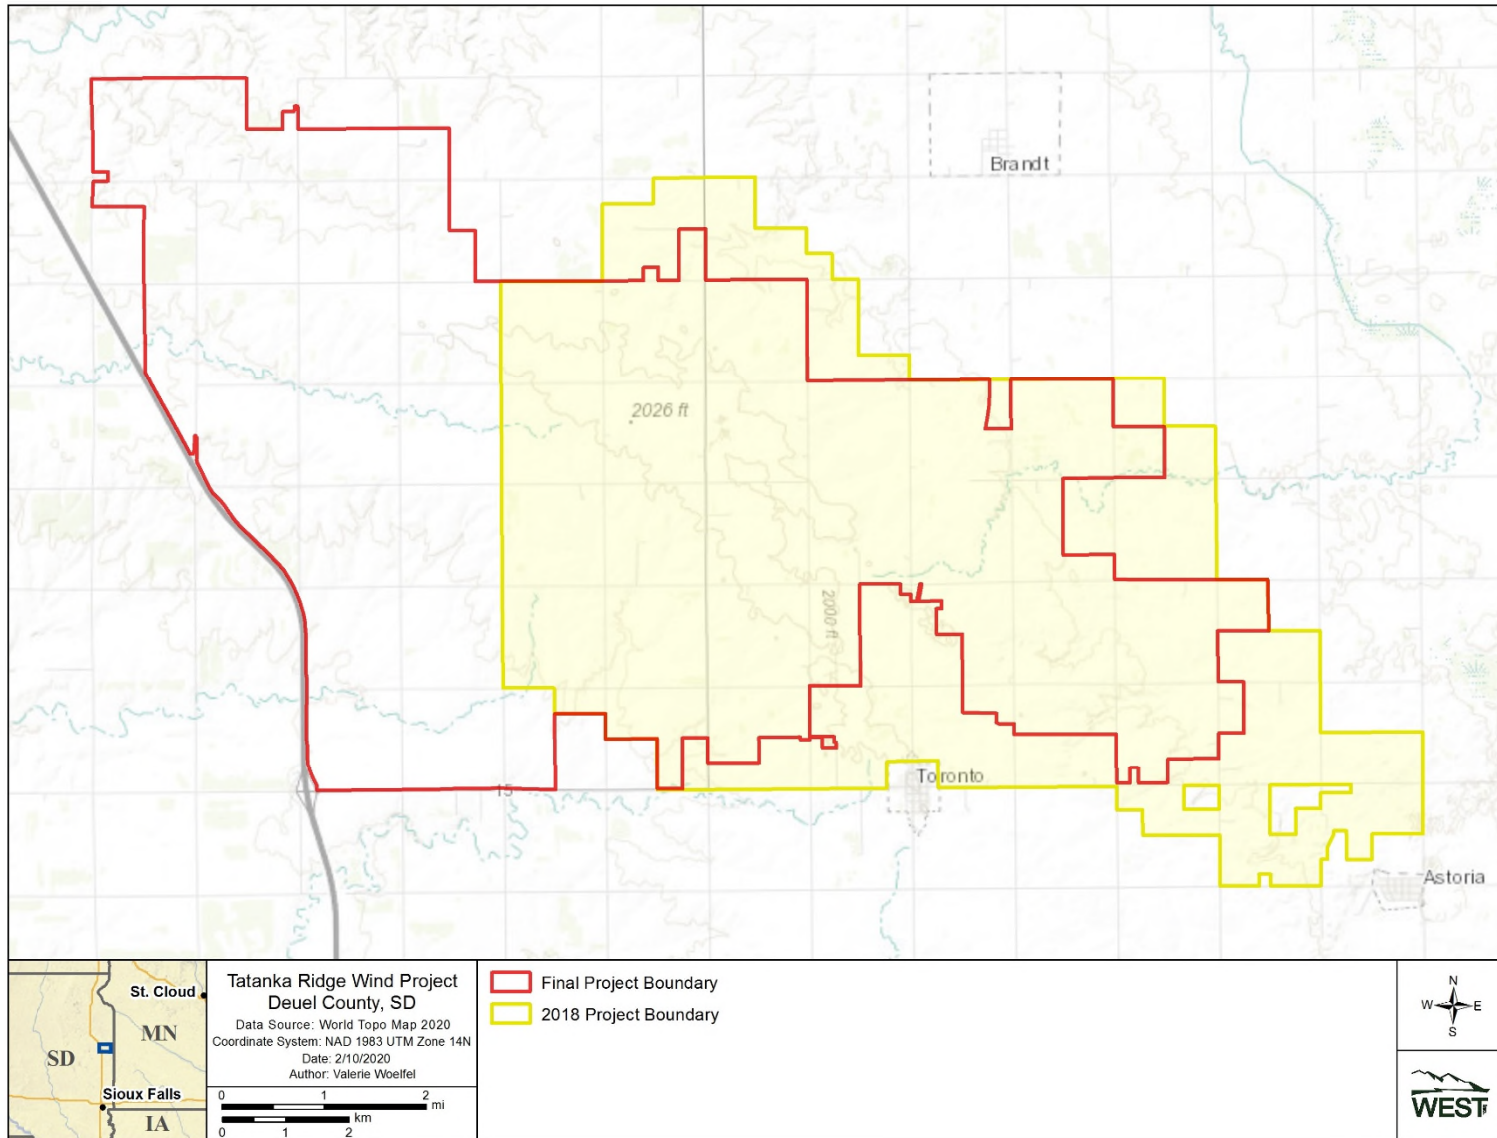 Brandt
2026 ft
2000 ft
Toronto
15
Astoria
St. Cloud
MN
SD
Sioux Falls
IA
Tatanka Ridge Wind Project
Deuel County, SD
Data Source: World Topo Map 2020
Coordinate System: NAD 1983 UTM Zone 14N
Date: 2/10/2020
Author: Valerie Woelfel
0 1 2
mi
km
0 1 2
Final Project Boundary
2018 Project Boundary
N
W E
S
WEST